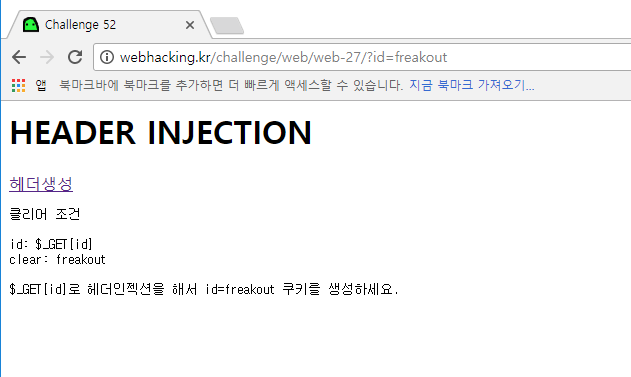 Challenge 52
webhacking.kr/challenge/web/web-27/?id=freakout
앱 북마크바에 북마크를 추가하면 더 빠르게 액세스할 수 있습니다. 지금 북마크 가져오기...
HEADER INJECTION
헤더생성
클리어 조건
id: $_GET[id]
clear: freakout
$_GET[id]로 헤더인젝션을 해서 id=freakout 쿠키를 생성하세요.